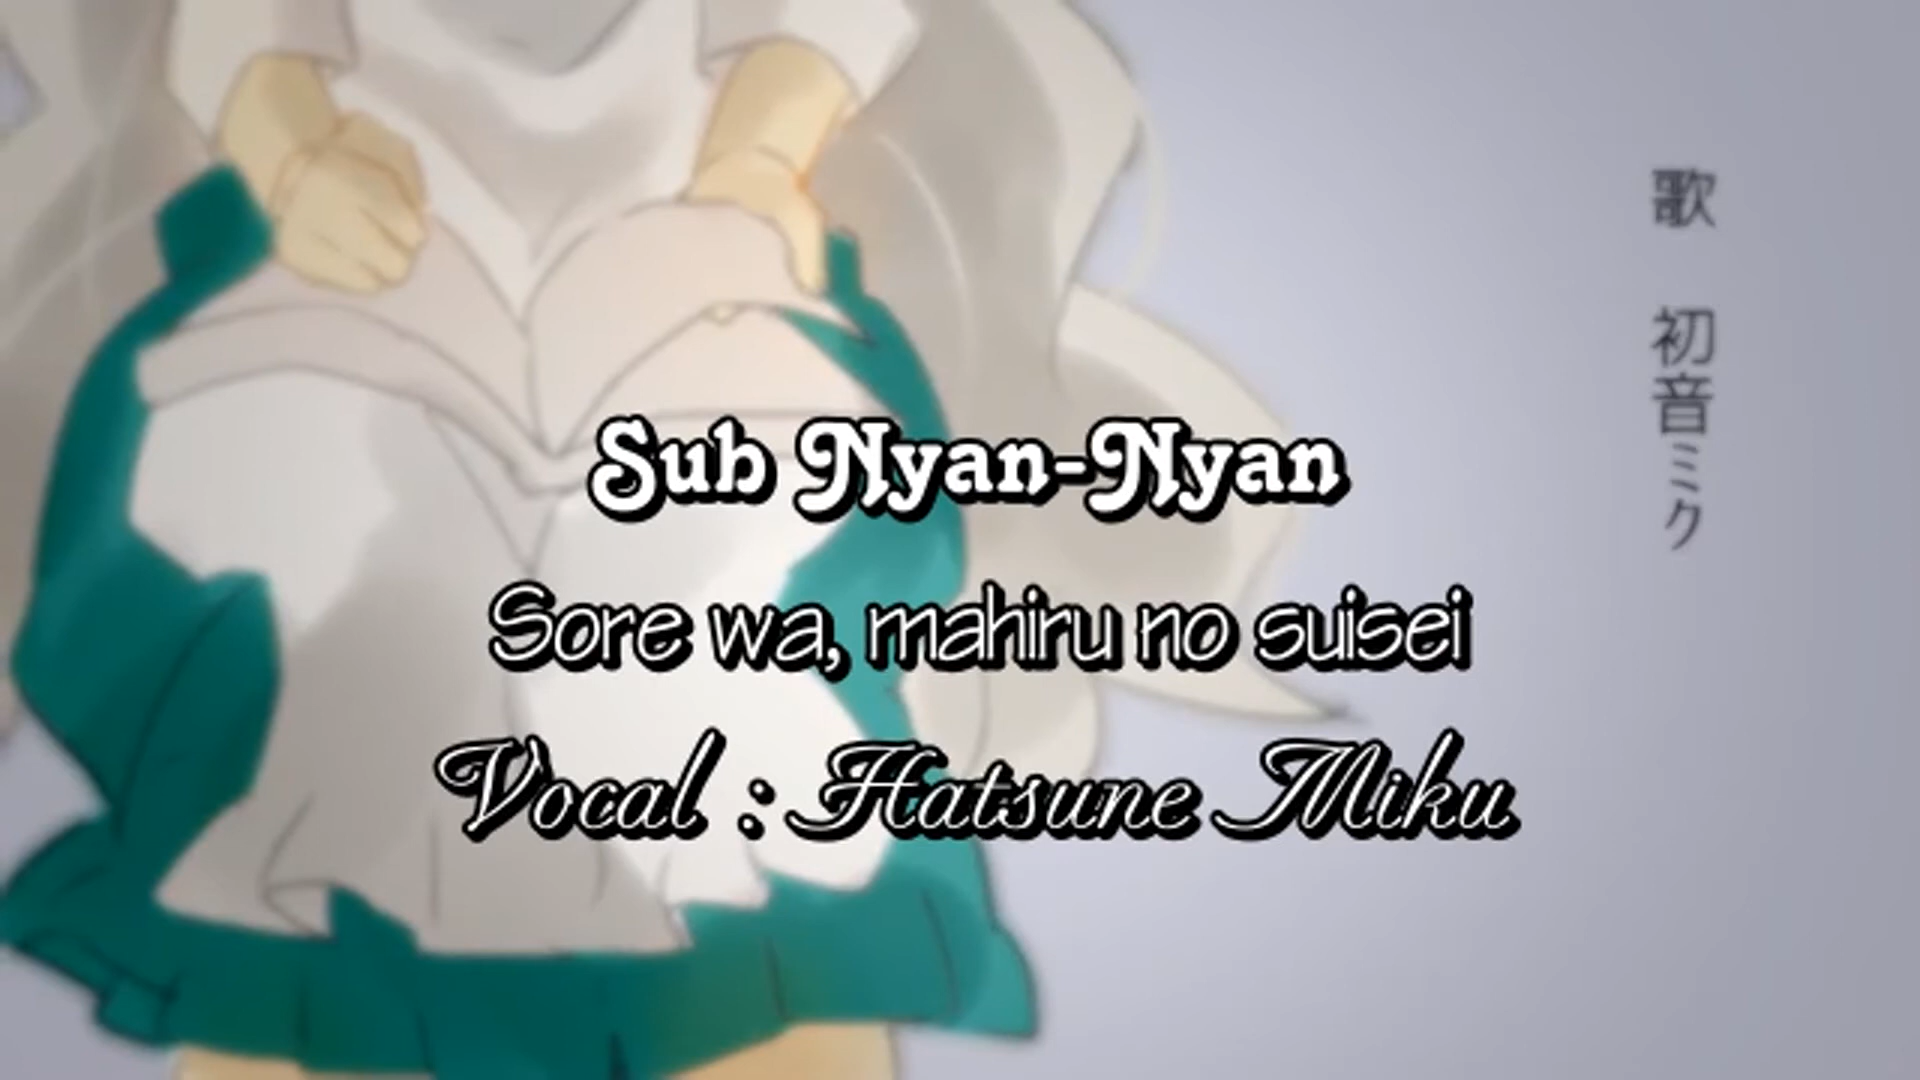 歌 初音ミク
Sub Nyan-Nyan
Sore wa, mahiru no suisei
Vocal : Hatsune Miku